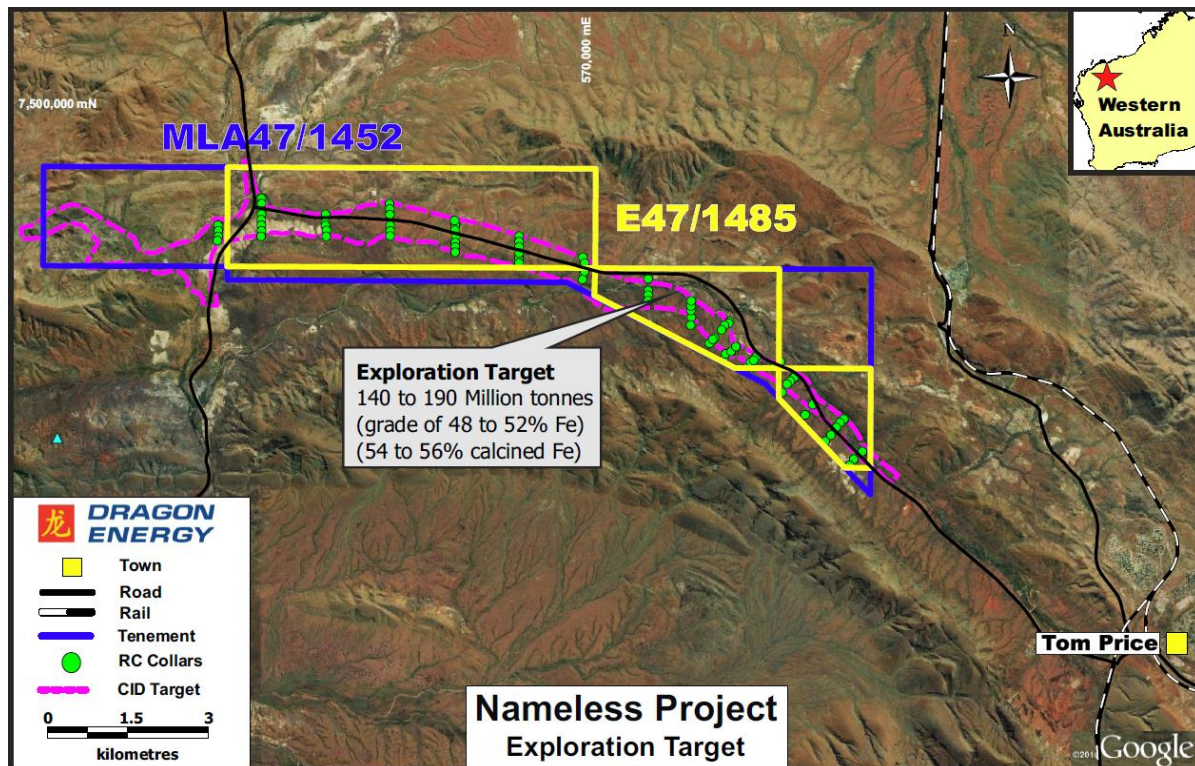 N
570,000 mE
7,500,000 mN
Western
Australia
MLA47/1452
E47/1485
Exploration Target
140 to 190 Million tonnes
(grade of 48 to 52% Fe)
(54 to 56% calcined Fe)
龙 DRAGON
ENERGY
Town
Road
Rail
Tenement
RC Collars
CID Target
0 1.5 3
kilometres
Tom Price
Nameless Project
Exploration Target
Google